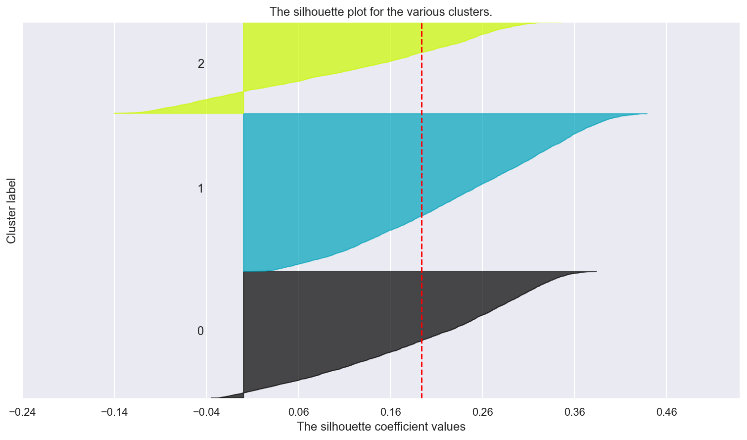 The silhouette plot for the various clusters.
2
1
0
Cluster label
−0.24 −0.14 −0.04 0.06 0.16 0.26 0.36 0.46
The silhouette coefficient values